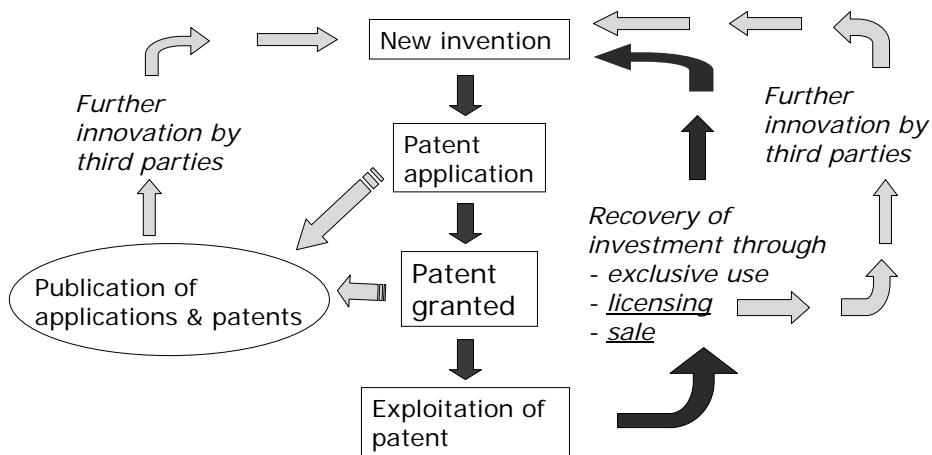 New invention
Further
innovation by
third parties
Further
innovation by
third parties
Patent
application
Recovery of
investment through
- exclusive use
- licensing
- sale
Publication of
applications & patents
Patent
granted
Exploitation of
patent